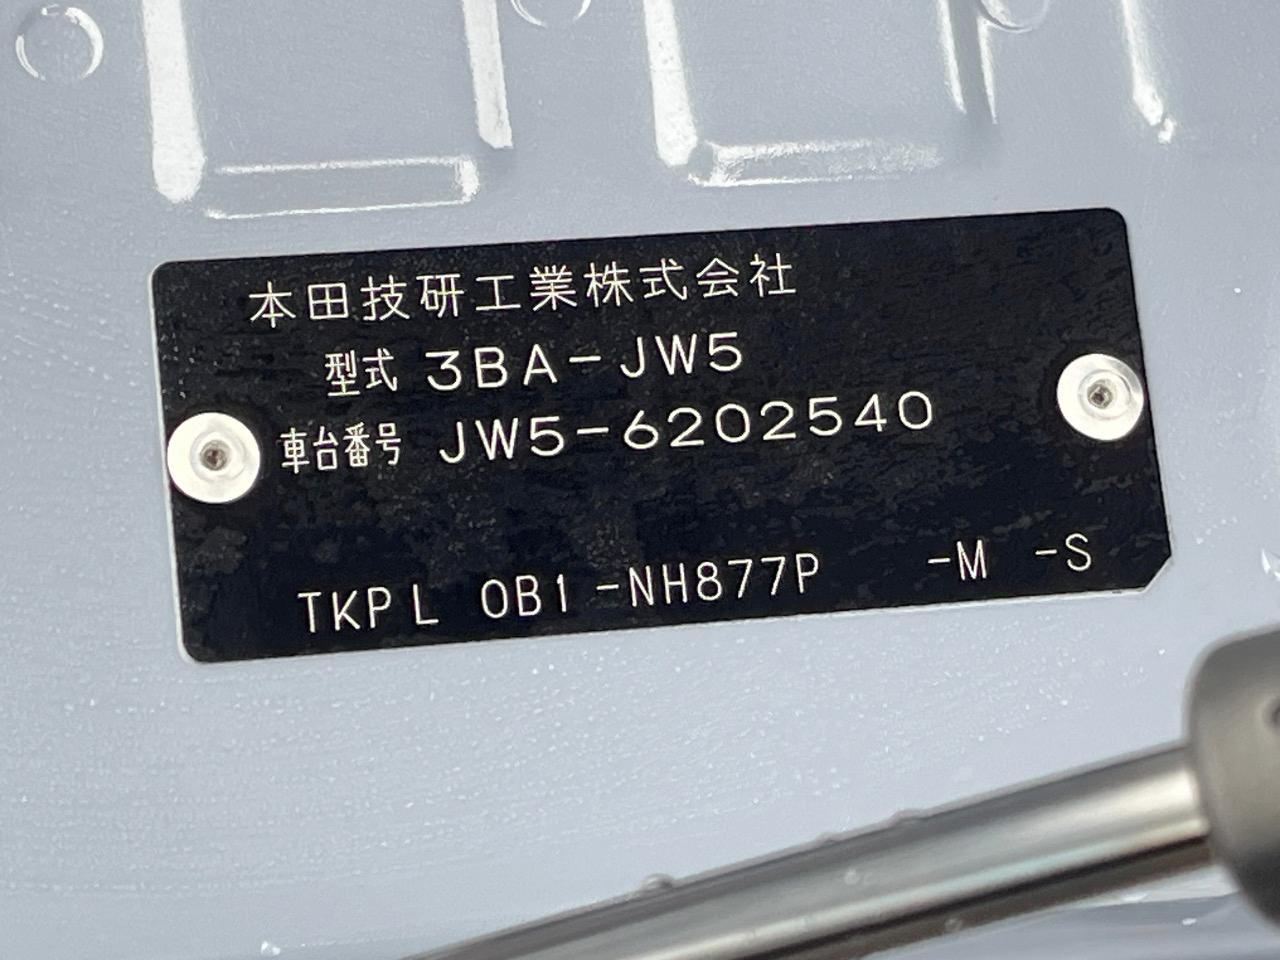 本田技研工業株式会社
型式 3BA-JW5
車台番号 JW5-6202540
TKPL 0B1-NH877P -M -S